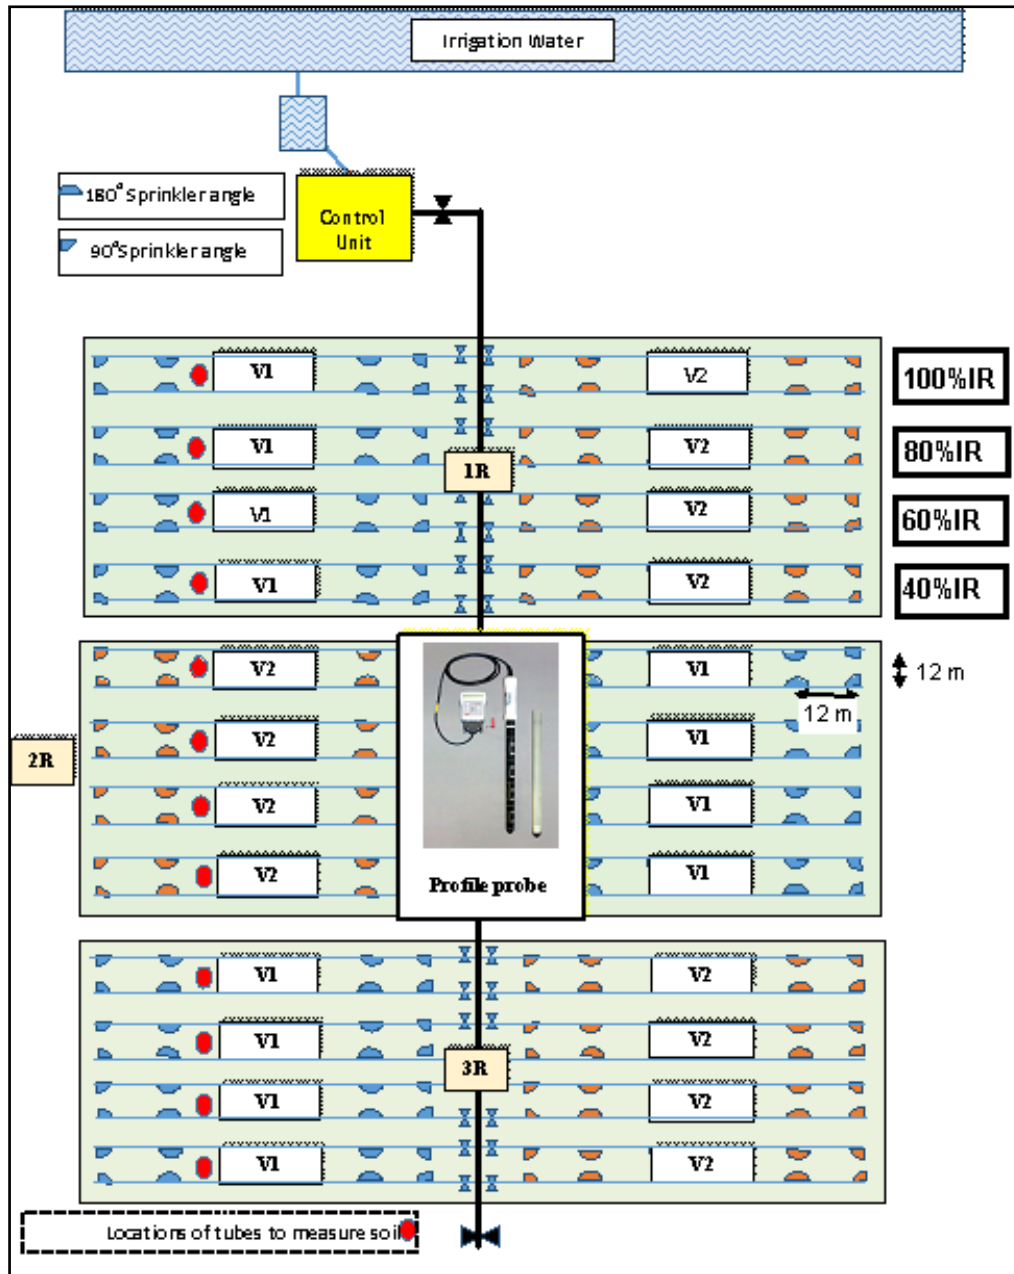 Irrigation Water
180° Sprinkler angle
Control
Unit
90° Sprinkler angle
V1
V2
100%IR
V1
V2
80%IR
1R
V1
V2
60%IR
V1
V2
40%IR
V2
V1
12 m
12 m
V2
V1
2R
V2
V1
V2
V1
Profile probe
V1
V2
V1
V2
3R
V1
V2
V1
V2
Locations of tubes to measure soil